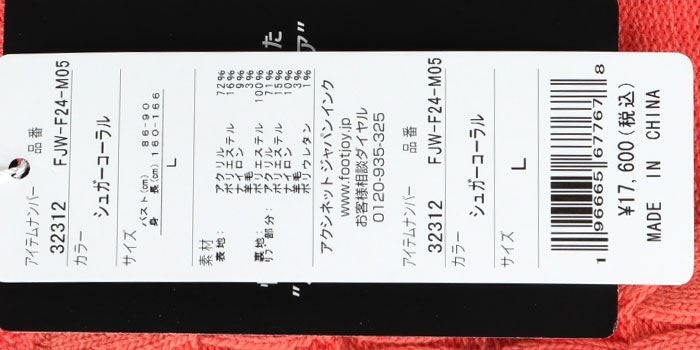 アイテムナンバー 品番
32312 FJW-F24-M05
カラー
シュガーコーラル
サイズ
バスト(cm) 86-90
身長(cm) 160-166
L
素材
表地: アクリル 72%
ポリエステル 16%
ナイロン 9%
羊毛 3%
裏地: ポリエステル 100%
リブ部分: アクリル 71%
ポリエステル 15%
ナイロン 10%
羊毛 3%
ポリウレタン 1%
アクシネットジャパンインク
www.footjoy.jp
お客様相談ダイヤル
0120-935-325
アイテムナンバー 品番
32312 FJW-F24-M05
カラー
シュガーコーラル
サイズ
L
1 96665 67767 8
¥17,600(税込)
MADE IN CHINA